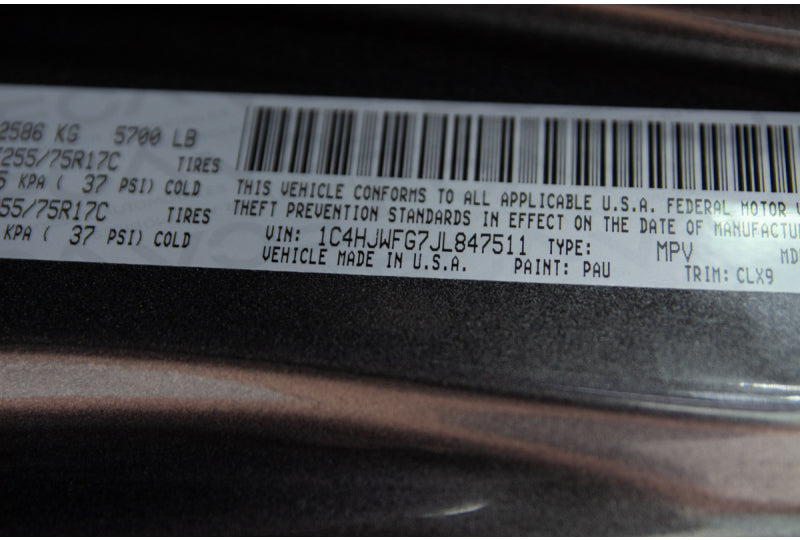 2586 KG 5700 LB
255/75R17C TIRES
KPA ( 37 PSI) COLD
55/75R17C TIRES
KPA ( 37 PSI) COLD
THIS VEHICLE CONFORMS TO ALL APPLICABLE U.S.A. FEDERAL MOTOR
THEFT PREVENTION STANDARDS IN EFFECT ON THE DATE OF MANUFACTU
VIN: 1C4HJWFG7JL847511 TYPE: MPV MD
VEHICLE MADE IN U.S.A. PAINT: PAU TRIM: CLX9